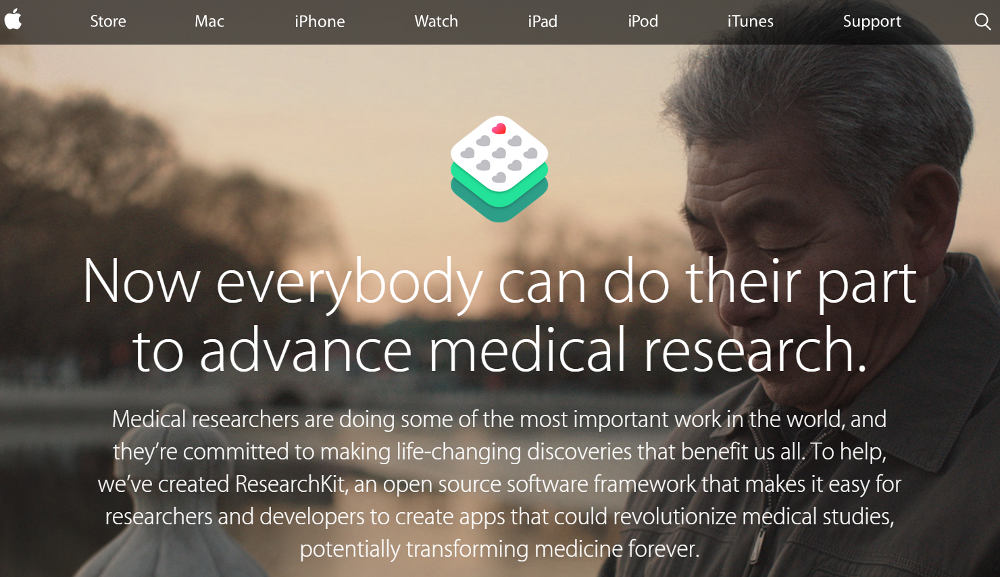 Store Mac iPhone Watch iPad iPod iTunes Support
Now everybody can do their part
to advance medical research.
Medical researchers are doing some of the most important work in the world, and
they’re committed to making life-changing discoveries that benefit us all. To help,
we’ve created ResearchKit, an open source software framework that makes it easy for
researchers and developers to create apps that could revolutionize medical studies,
potentially transforming medicine forever.